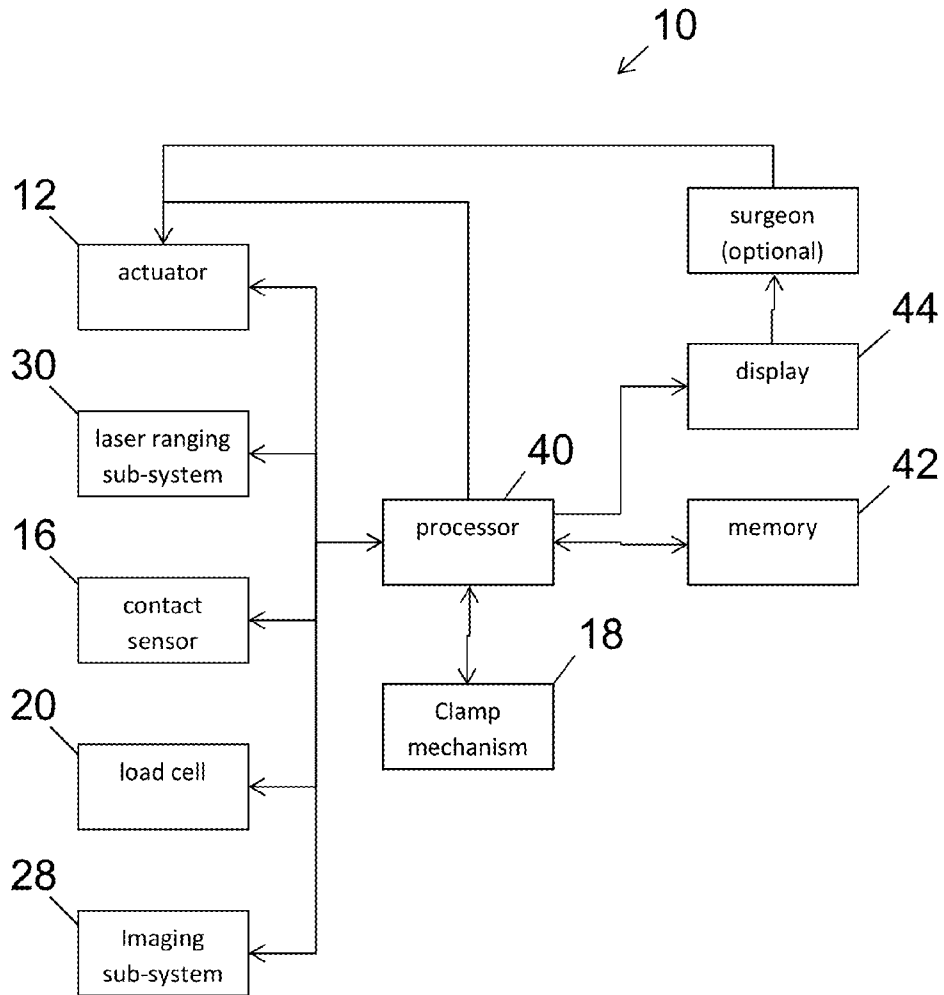 10
12
actuator
surgeon
(optional)
44
display
30
laser ranging
sub-system
40
processor
42
memory
16
contact
sensor
18
Clamp
mechanism
20
load cell
28
Imaging
sub-system